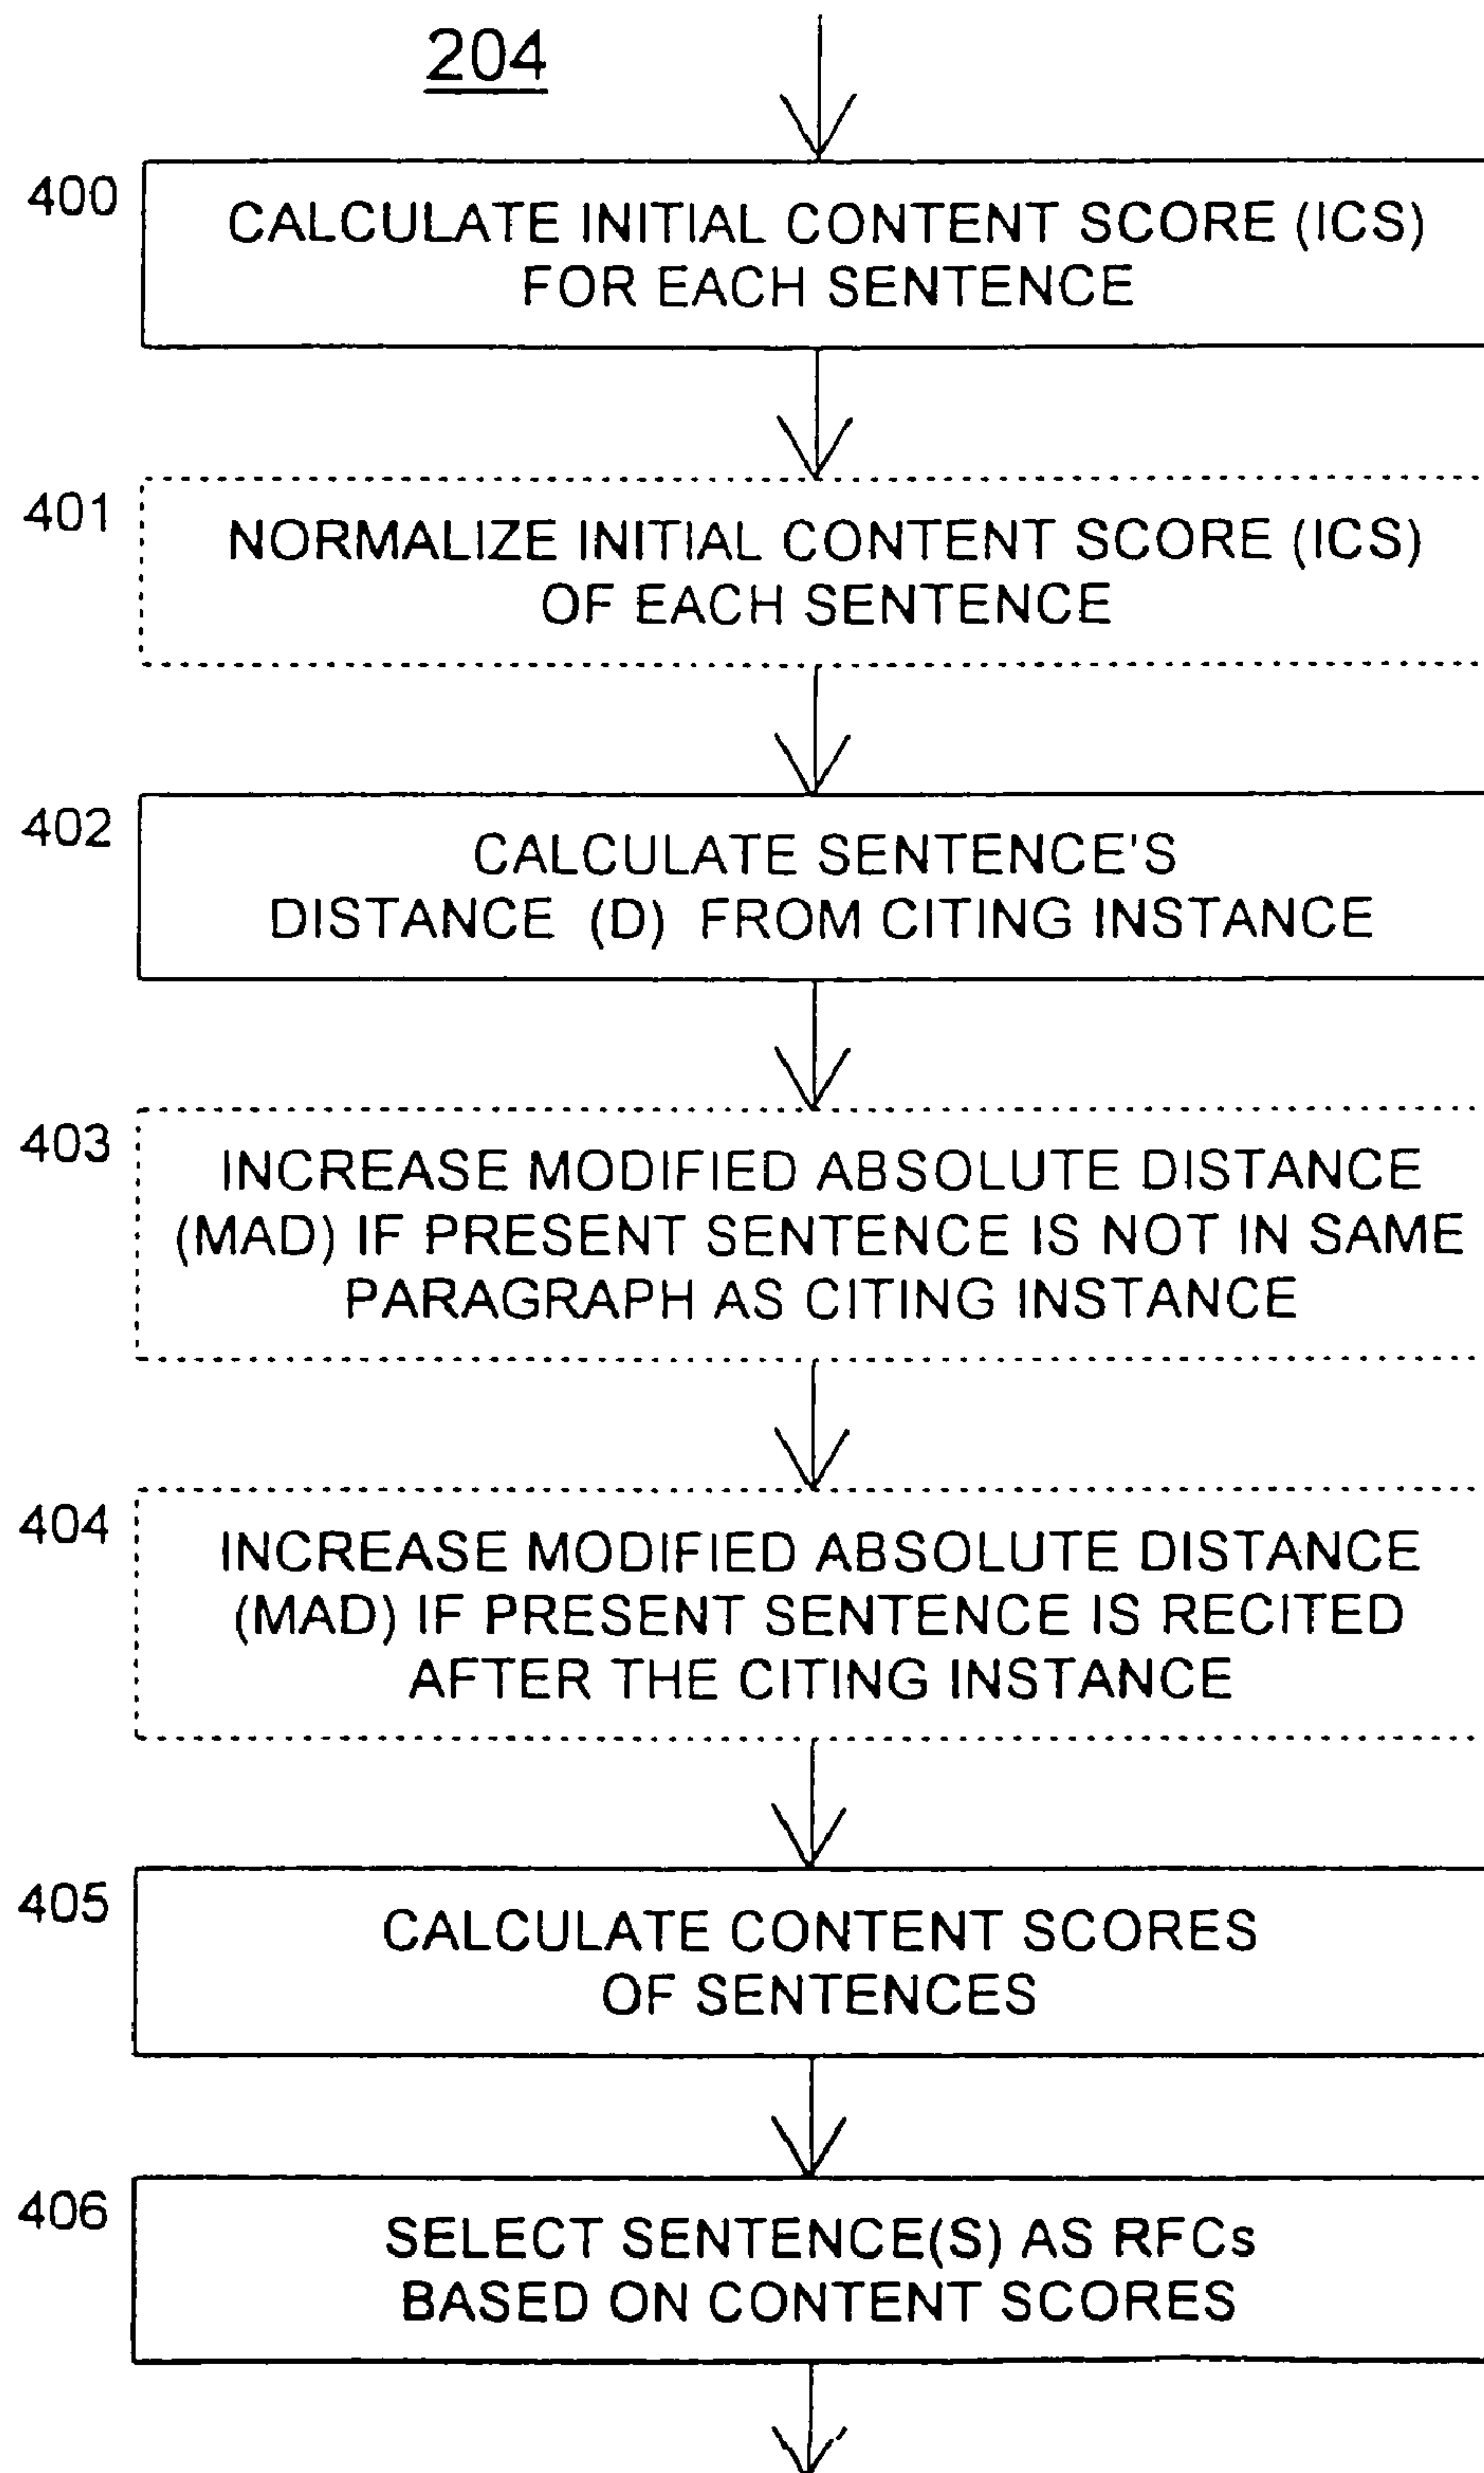 204
400
CALCULATE INITIAL CONTENT SCORE (ICS)
FOR EACH SENTENCE
401
NORMALIZE INITIAL CONTENT SCORE (ICS)
OF EACH SENTENCE
402
CALCULATE SENTENCE'S
DISTANCE (D) FROM CITING INSTANCE
403
INCREASE MODIFIED ABSOLUTE DISTANCE
(MAD) IF PRESENT SENTENCE IS NOT IN SAME
PARAGRAPH AS CITING INSTANCE
404
INCREASE MODIFIED ABSOLUTE DISTANCE
(MAD) IF PRESENT SENTENCE IS RECITED
AFTER THE CITING INSTANCE
405
CALCULATE CONTENT SCORES
OF SENTENCES
406
SELECT SENTENCE(S) AS RFCs
BASED ON CONTENT SCORES